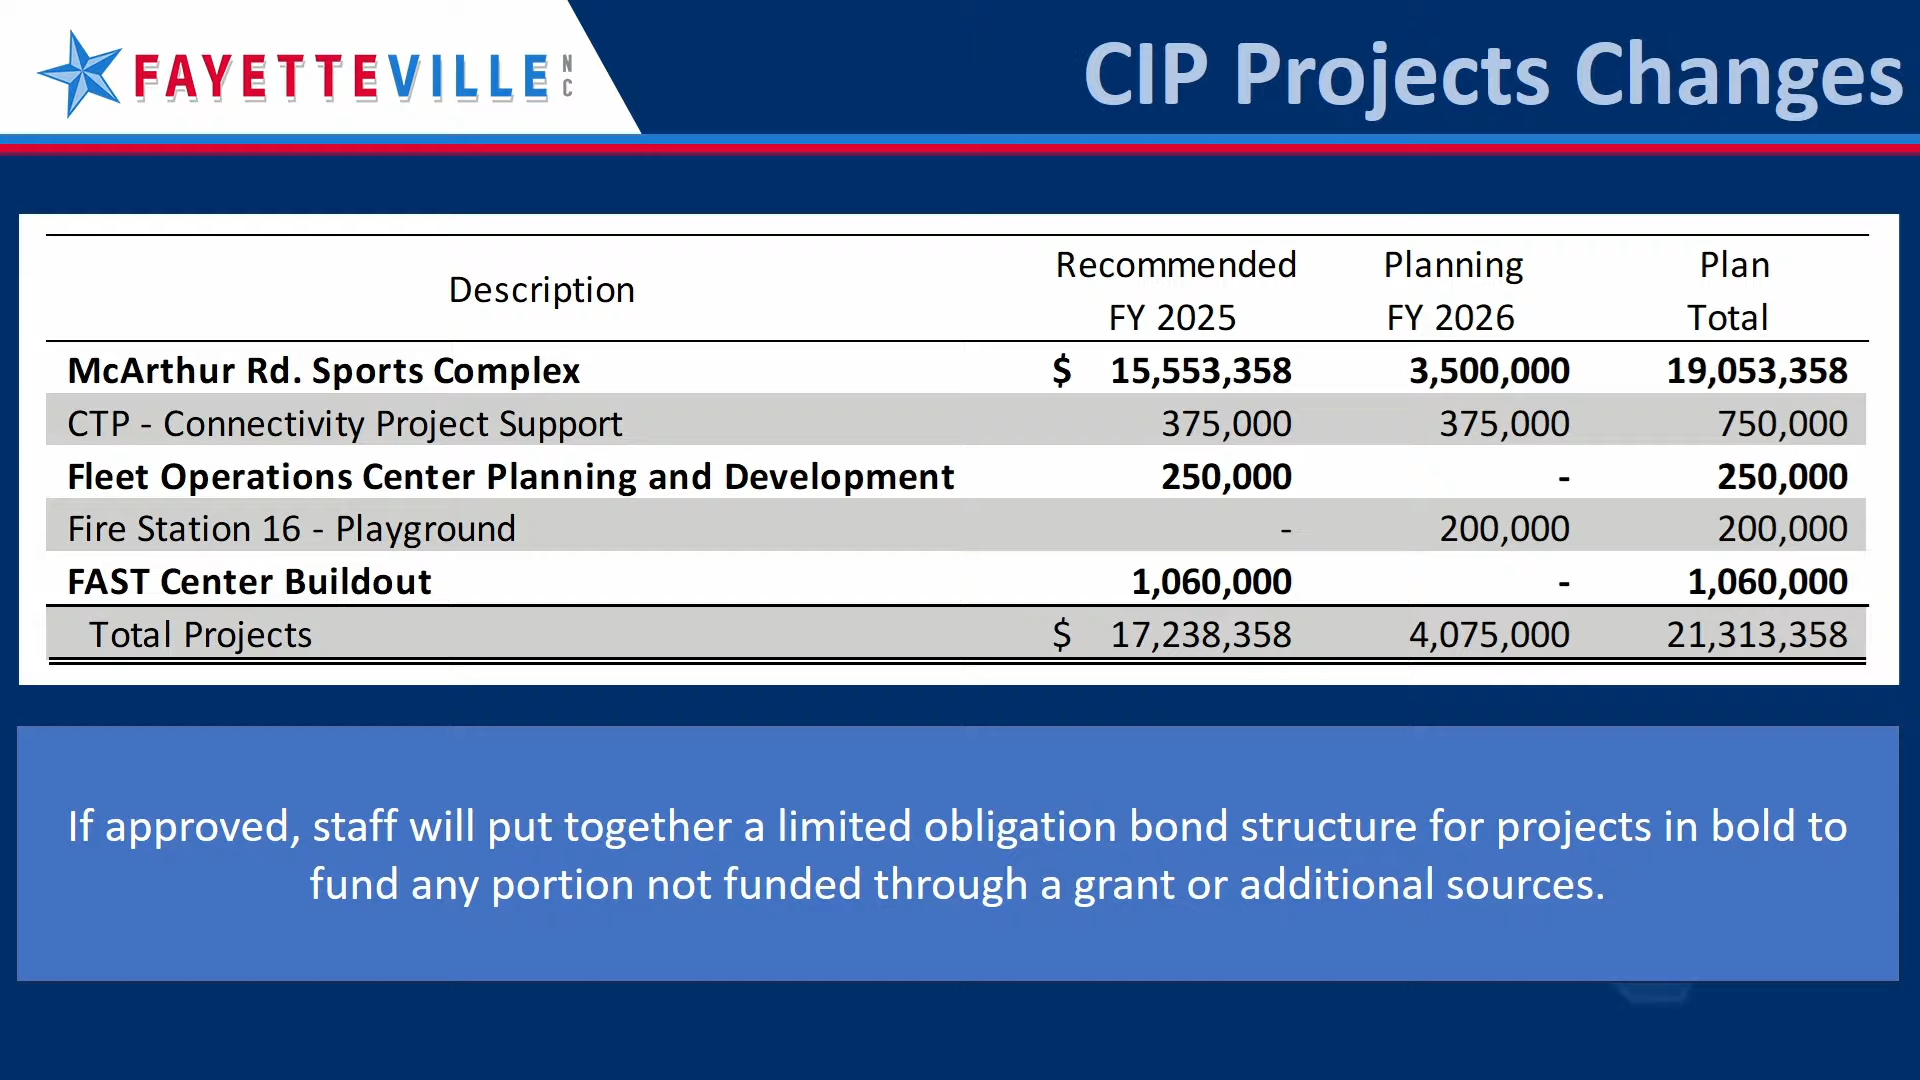 FAYETTEVILLE NC
CIP Projects Changes
Description Recommended FY 2025 Planning FY 2026 Plan Total
McArthur Rd. Sports Complex $ 15,553,358 3,500,000 19,053,358
CTP - Connectivity Project Support 375,000 375,000 750,000
Fleet Operations Center Planning and Development 250,000 - 250,000
Fire Station 16 - Playground - 200,000 200,000
FAST Center Buildout 1,060,000 - 1,060,000
Total Projects $ 17,238,358 4,075,000 21,313,358
If approved, staff will put together a limited obligation bond structure for projects in bold to
fund any portion not funded through a grant or additional sources.